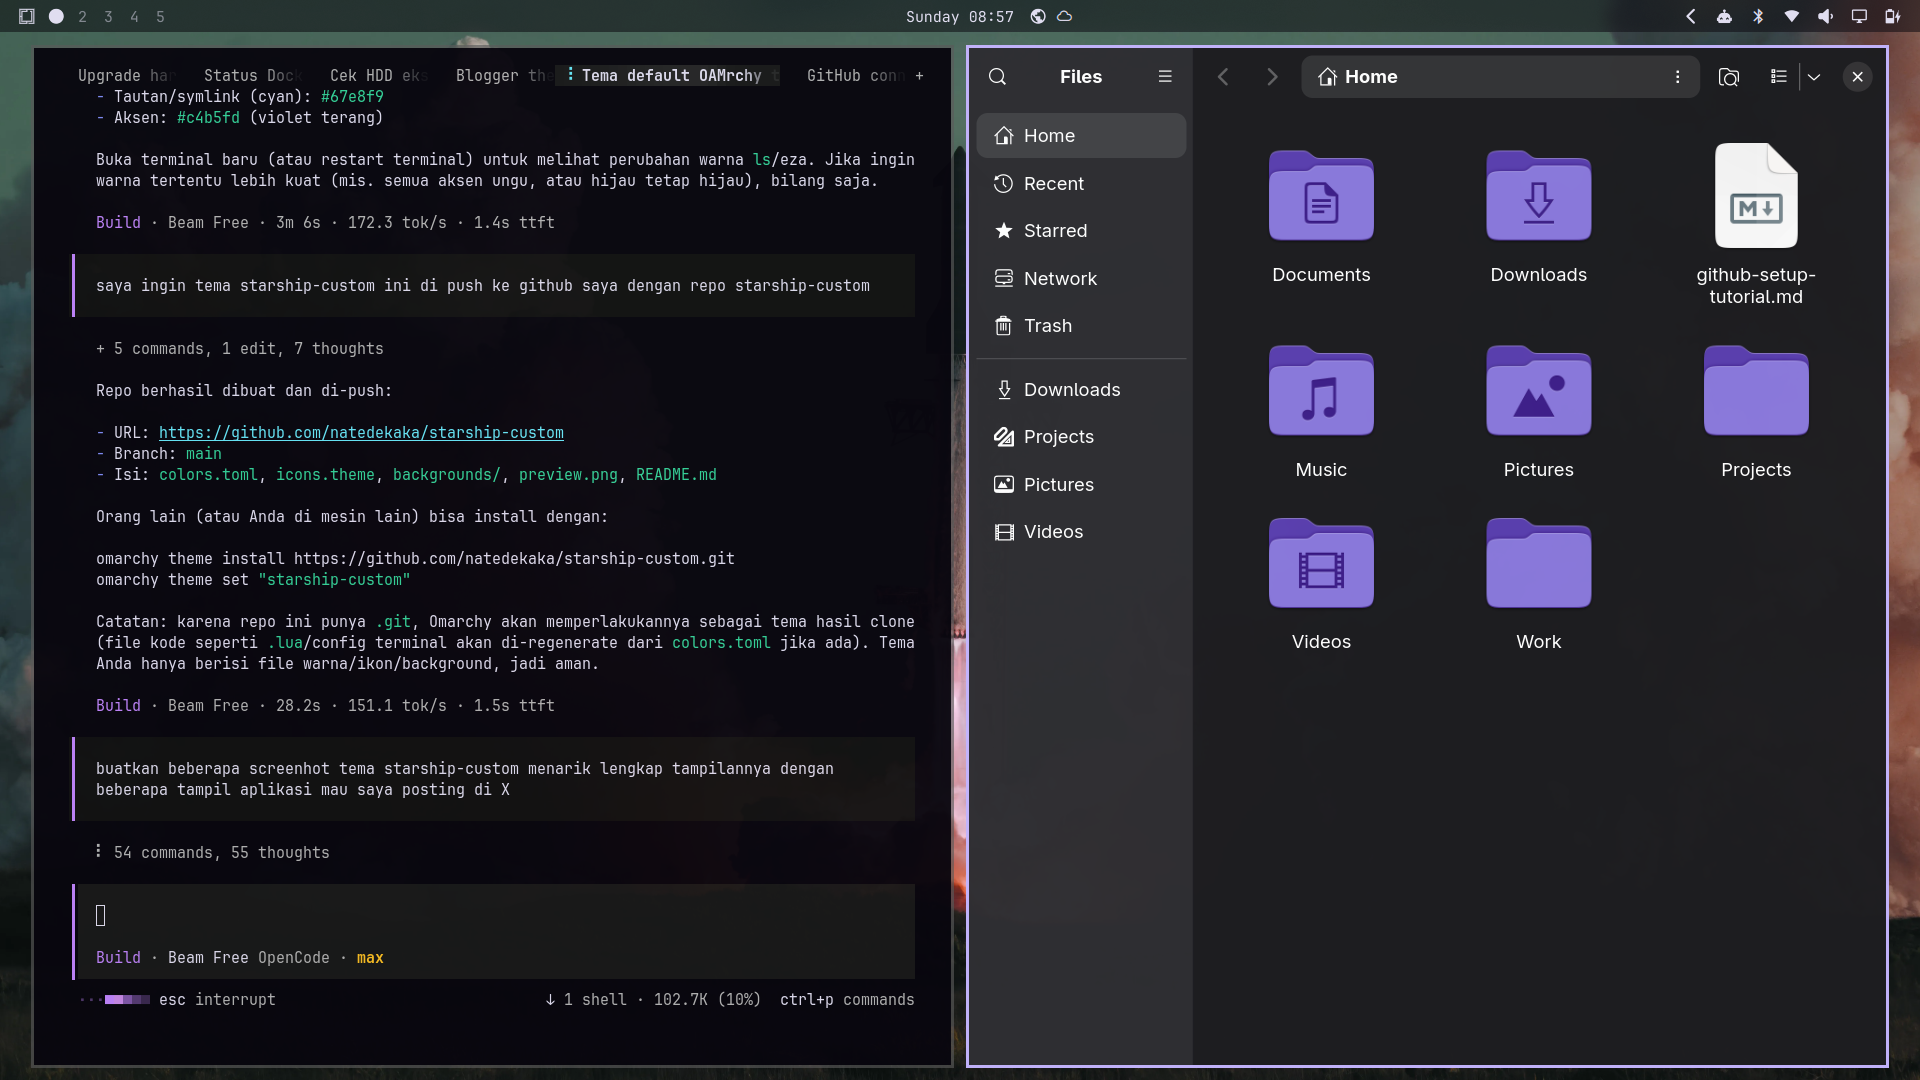 2 3 4 5
Sunday 08:57
Upgrade har Status Dock Cek HDD eks Blogger the Tema default OAMrchy t GitHub conn +
- Tautan/symlink (cyan): #67e8f9
- Aksen: #c4b5fd (violet terang)
Buka terminal baru (atau restart terminal) untuk melihat perubahan warna ls/eza. Jika ingin
warna tertentu lebih kuat (mis. semua aksen ungu, atau hijau tetap hijau), bilang saja.
Build · Beam Free · 3m 6s · 172.3 tok/s · 1.4s ttft
saya ingin tema starship-custom ini di push ke github saya dengan repo starship-custom
+ 5 commands, 1 edit, 7 thoughts
Repo berhasil dibuat dan di-push:
- URL: https://github.com/natedekaka/starship-custom
- Branch: main
- Isi: colors.toml, icons.theme, backgrounds/, preview.png, README.md
Orang lain (atau Anda di mesin lain) bisa install dengan:
omarchy theme install https://github.com/natedekaka/starship-custom.git
omarchy theme set "starship-custom"
Catatan: karena repo ini punya .git, Omarchy akan memperlakukannya sebagai tema hasil clone
(file kode seperti .lua/config terminal akan di-regenerate dari colors.toml jika ada). Tema
Anda hanya berisi file warna/ikon/background, jadi aman.
Build · Beam Free · 28.2s · 151.1 tok/s · 1.5s ttft
buatkan beberapa screenhot tema starship-custom menarik lengkap tampilannya dengan
beberapa tampil aplikasi mau saya posting di X
54 commands, 55 thoughts
Build · Beam Free OpenCode · max
esc interrupt
↓ 1 shell · 102.7K (10%) ctrl+p commands
Files
Home
Recent
Starred
Network
Trash
Downloads
Projects
Pictures
Videos
Home
Documents
Downloads
M↓
github-setup-
tutorial.md
Music
Pictures
Projects
Videos
Work